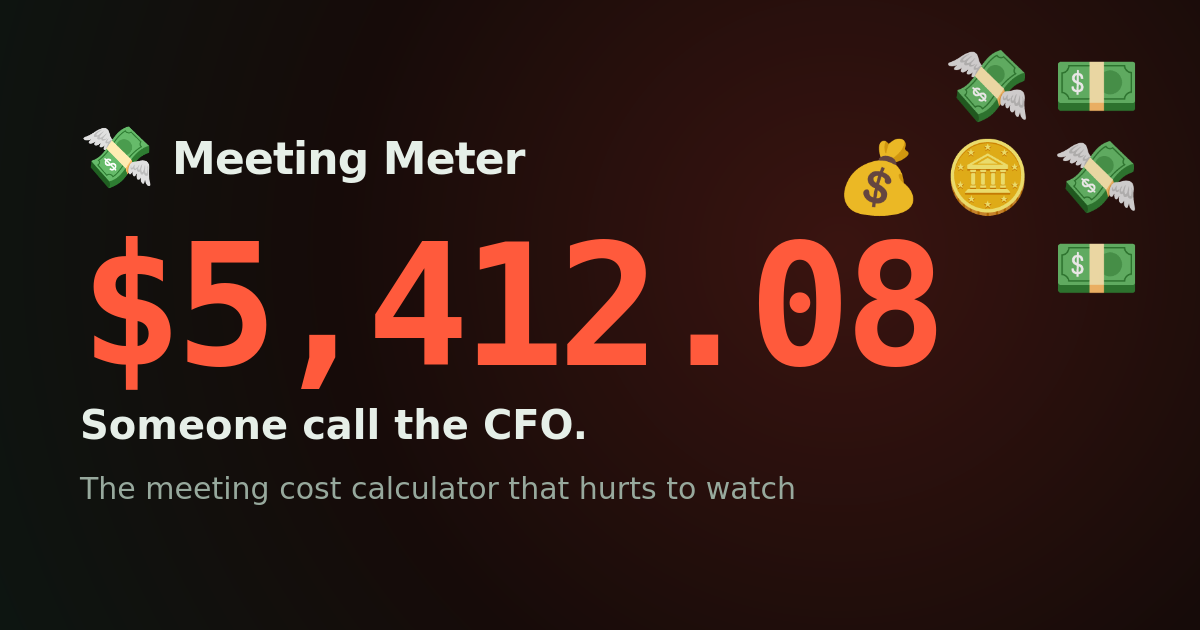 Meeting Meter
$5,412.08
Someone call the CFO.
The meeting cost calculator that hurts to watch